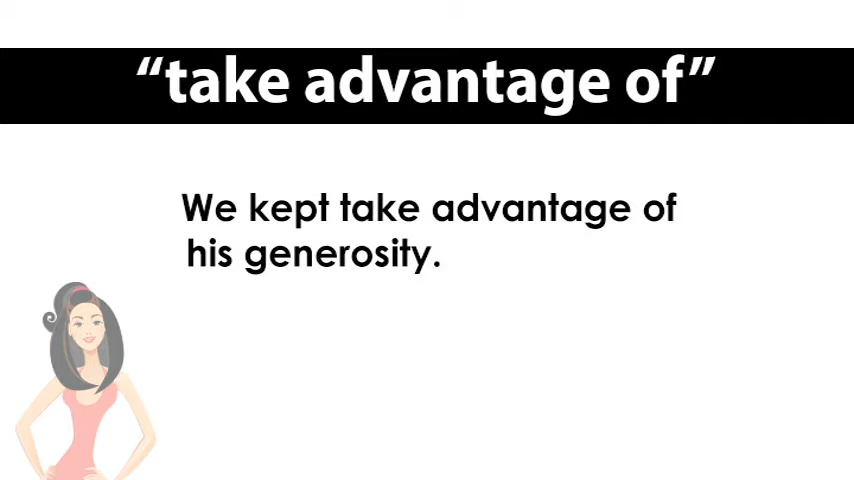 “take advantage of”
We kept take advantage of
his generosity.